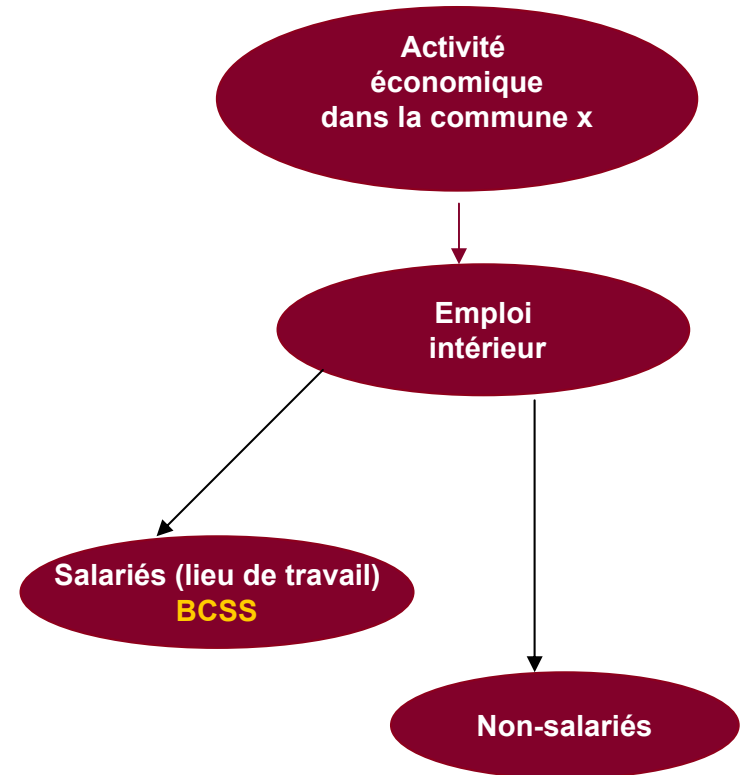 Activité
économique
dans la commune x
Emploi
intérieur
Salariés (lieu de travail)
BCSS
Non-salariés